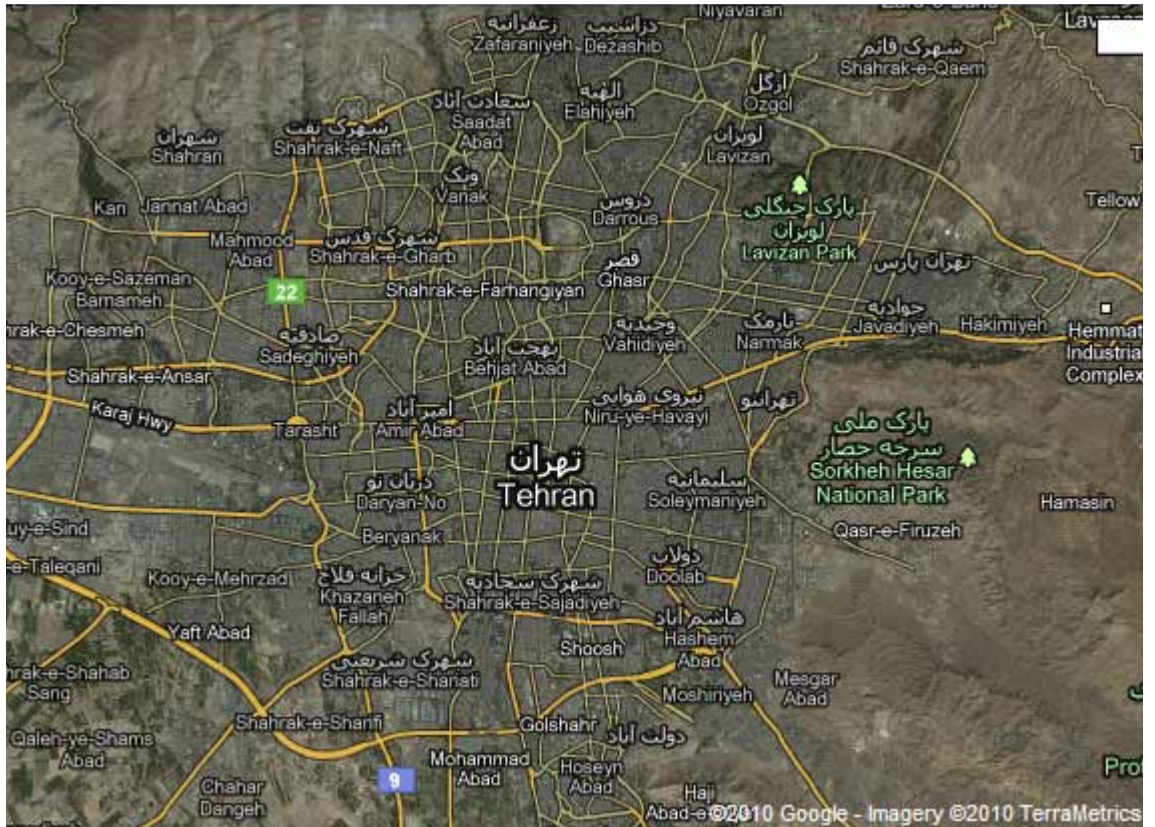 Niyavaran
زعفرانیه
Zafaraniyeh
دزاشیب
Dezashib
شهرک قائم
Shahrak-e-Qaem
ازگل
Ozgol
الهیه
Elahiyeh
سعادت آباد
Saadat
Abad
شهران
Shahran
شهرک نفت
Shahrak-e-Naft
لویزان
Lavizan
ونک
Vanak
Kan
Jannat Abad
دروس
Darrous
پارک جنگلی
لویزان
Lavizan Park
Tellow
Mahmood
Abad
شهرک قدس
Shahrak-e-Gharb
قصر
Ghasr
تهران پارس
Kooy-e-Sazeman
Barnameh
22
Shahrak-e-Farhangiyan
hrak-e-Chesmeh
صادقیه
Sadeghiyeh
بهجت آباد
Behjat Abad
وحیدیه
Vahidiyeh
نارمک
Narmak
جوادیه
Javadiyeh
Hakimiyeh
Hemmat
Industrial
Complex
Shahrak-e-Ansar
Karaj Hwy
Tarasht
امیر آباد
Amir Abad
نیروی هوایی
Niru-ye-Havayi
تهراننو
پارک ملی
سرخه حصار
Sorkheh Hesar
National Park
تهران
Tehran
دریان نو
Daryan-No
سلیمانیه
Soleymaniyeh
Hamasin
uy-e-Sind
Beryanak
Qasr-e-Firuzeh
e-Taleqani
Kooy-e-Mehrzad
خزانه فلاح
Khazaneh
Fallah
شهرک سجادیه
Shahrak-e-Sajadiyeh
دولاب
Doolab
Yaft Abad
Shoosh
هاشم آباد
Hashem
Abad
hrak-e-Shahab
Sang
شهرک شریعتی
Shahrak-e-Shariati
Moshiriyeh
Mesgar
Abad
Shahrak-e-Sharifi
Golshahr
دولت آباد
Qaleh-ye-Shams
Abad
Mohammad
Abad
Hoseyn
Abad
Chahar
Dangeh
9
Haji
©2010 Google - Imagery ©2010 TerraMetrics